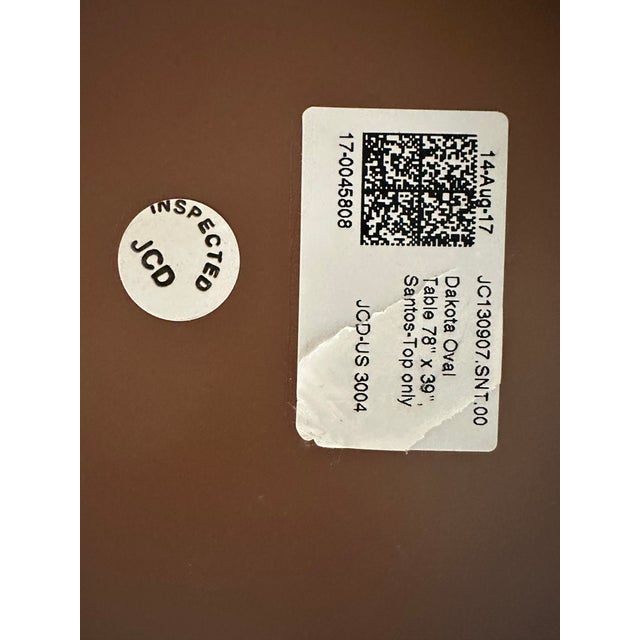 14-Aug-17
17-0045808
JC130907.SNT.00
Dakota Oval
Table 78" x 39",
Santos-Top only
JCD-US 3004
INSPECTED
JCD